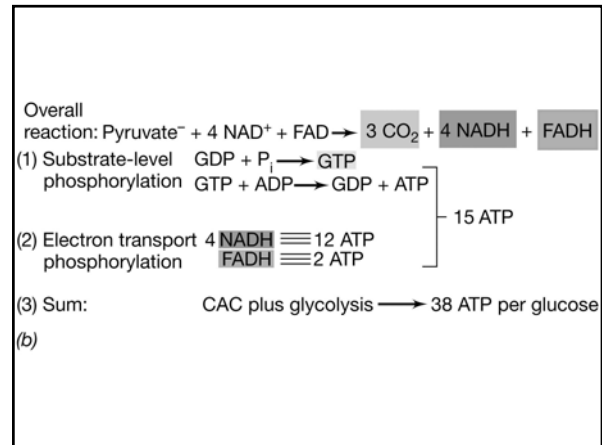 Overall
reaction: Pyruvate⁻ + 4 NAD⁺ + FAD → 3 CO₂ + 4 NADH + FADH
(1) Substrate-level GDP + Pᵢ → GTP
phosphorylation GTP + ADP → GDP + ATP
15 ATP
(2) Electron transport 4 NADH ≡ 12 ATP
phosphorylation FADH ≡ 2 ATP
(3) Sum: CAC plus glycolysis → 38 ATP per glucose
(b)